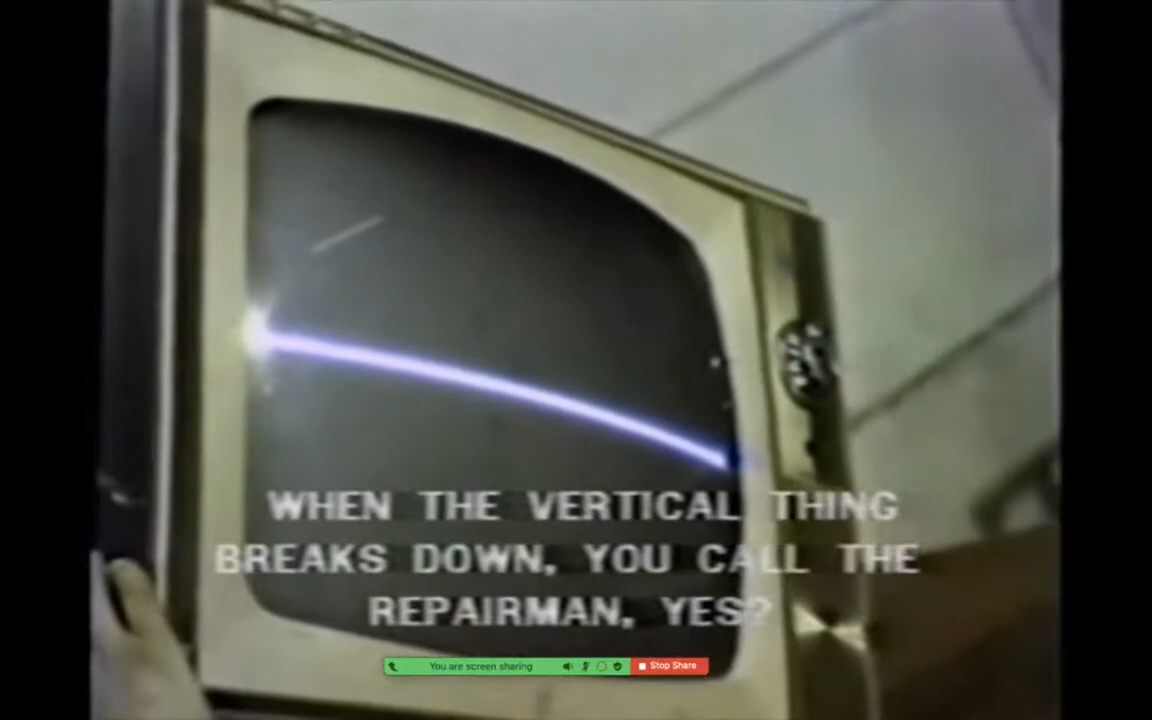 WHEN THE VERTICAL THING
BREAKS DOWN, YOU CALL THE
REPAIRMAN, YES?
You are screen sharing
Stop Share